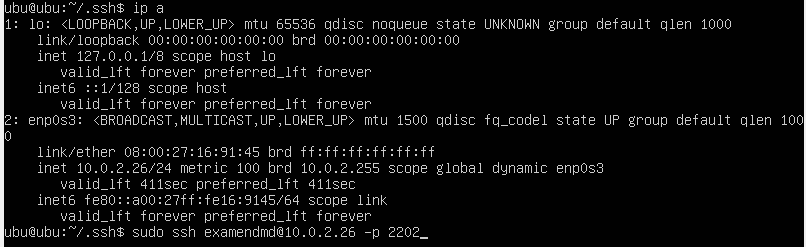 ubu@ubu:~/.ssh$ ip a
1: lo: <LOOPBACK,UP,LOWER_UP> mtu 65536 qdisc noqueue state UNKNOWN group default qlen 1000
    link/loopback 00:00:00:00:00:00 brd 00:00:00:00:00:00
    inet 127.0.0.1/8 scope host lo
       valid_lft forever preferred_lft forever
    inet6 ::1/128 scope host
       valid_lft forever preferred_lft forever
2: enp0s3: <BROADCAST,MULTICAST,UP,LOWER_UP> mtu 1500 qdisc fq_codel state UP group default qlen 100
0
    link/ether 08:00:27:16:91:45 brd ff:ff:ff:ff:ff:ff
    inet 10.0.2.26/24 metric 100 brd 10.0.2.255 scope global dynamic enp0s3
       valid_lft 411sec preferred_lft 411sec
    inet6 fe80::a00:27ff:fe16:9145/64 scope link
       valid_lft forever preferred_lft forever
ubu@ubu:~/.ssh$ sudo ssh examendmd@10.0.2.26 -p 2202_